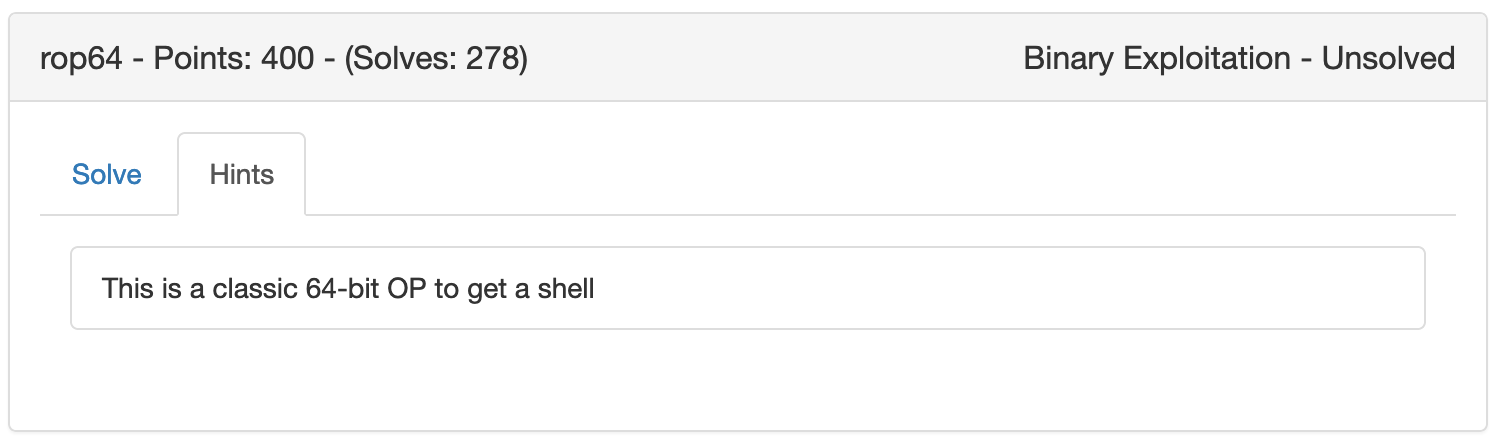 rop64 - Points: 400 - (Solves: 278)
Binary Exploitation - Unsolved
Solve
Hints
This is a classic 64-bit OP to get a shell